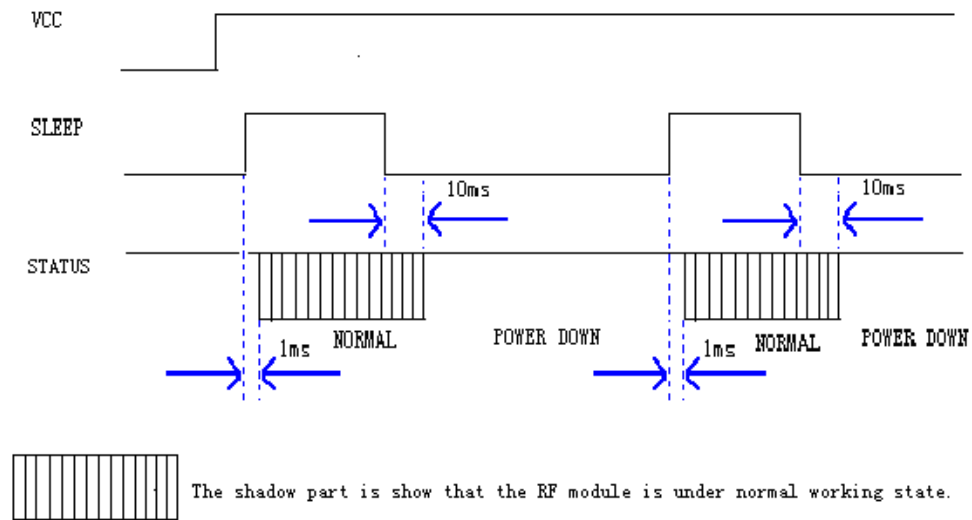 VCC
SLEEP
10ms 10ms
STATUS
NORMAL POWER DOWN NORMAL POWER DOWN
1ms 1ms
The shadow part is show that the RF module is under normal working state.